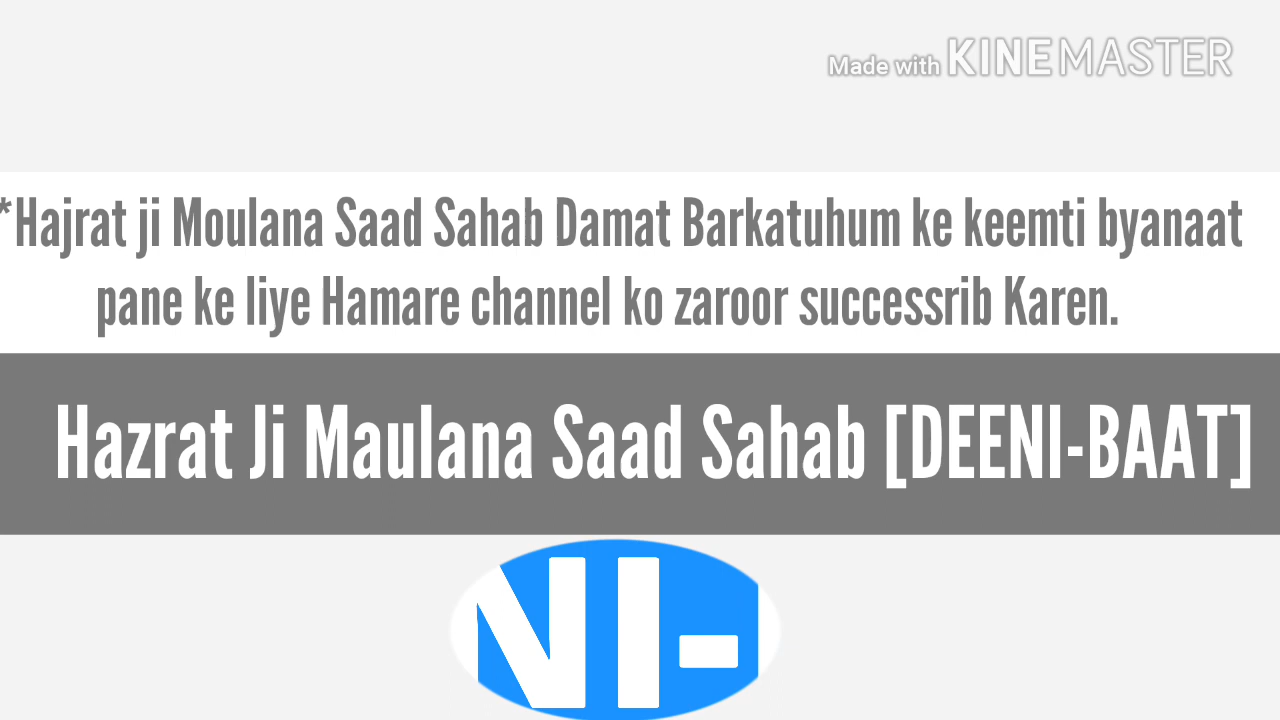 Made with KINEMASTER
*Hajrat ji Moulana Saad Sahab Damat Barkatuhum ke keemti byanaat
pane ke liye Hamare channel ko zaroor successrib Karen.
Hazrat Ji Maulana Saad Sahab [DEENI-BAAT]
NI-